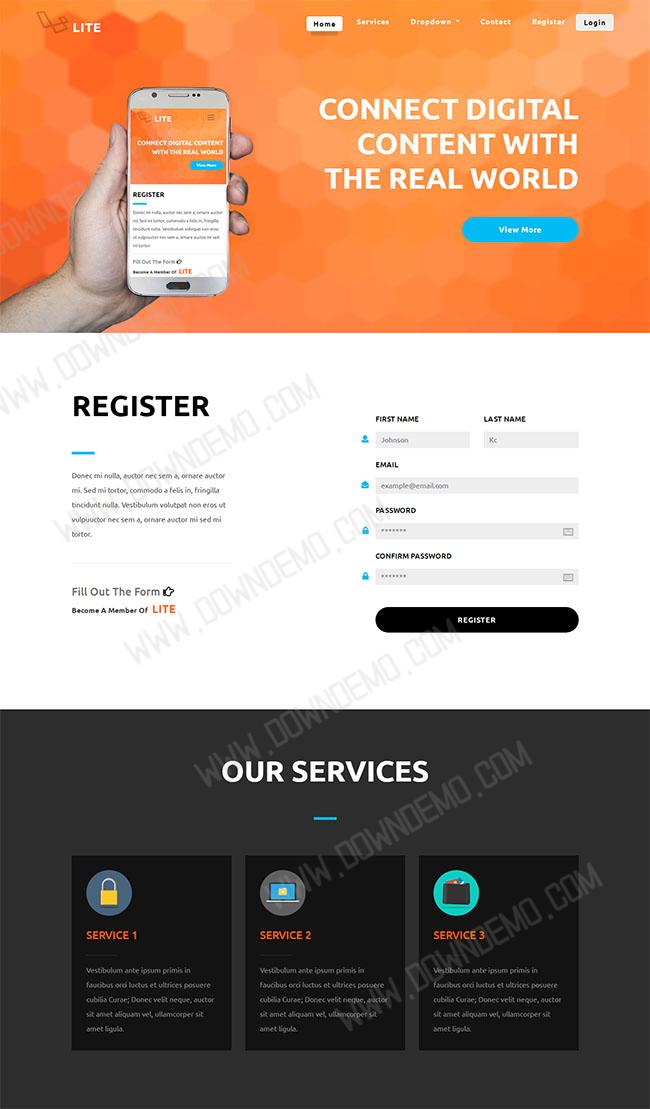 LITE
Home Services Dropdown Contact Register Login
CONNECT DIGITAL
CONTENT WITH
THE REAL WORLD
View More
LITE
CONNECT DIGITAL CONTENT
WITH THE REAL WORLD
View More
REGISTER
Donec mi nulla, auctor nec sem a, ornare auctor
mi. Sed mi tortor, commodo a felis in, fringilla
tincidunt nulla. Vestibulum volutpat non eros
ut vulputuctor nec sem a, ornare auctor mi sed
mi tortor.
Fill Out The Form
Become A Member Of LITE
REGISTER
Donec mi nulla, auctor nec sem a, ornare auctor
mi. Sed mi tortor, commodo a felis in, fringilla
tincidunt nulla. Vestibulum volutpat non eros ut
vulpuuctor nec sem a, ornare auctor mi sed mi
tortor.
Fill Out The Form
Become A Member Of LITE
FIRST NAME LAST NAME
Johnson Kc
EMAIL
example@email.com
PASSWORD
*******
CONFIRM PASSWORD
*******
REGISTER
OUR SERVICES
SERVICE 1
Vestibulum ante ipsum primis in
faucibus orci luctus et ultrices posuere
cubilia Curae; Donec velit neque, auctor
sit amet aliquam vel, ullamcorper sit
amet ligula.
SERVICE 2
Vestibulum ante ipsum primis in
faucibus orci luctus et ultrices posuere
cubilia Curae; Donec velit neque, auctor
sit amet aliquam vel, ullamcorper sit
amet ligula.
SERVICE 3
Vestibulum ante ipsum primis in
faucibus orci luctus et ultrices posuere
cubilia Curae; Donec velit neque, auctor
sit amet aliquam vel, ullamcorper sit
amet ligula.
WWW.DOWNDEMO.COM
WWW.DOWNDEMO.COM
WWW.DOWNDEMO.COM
WWW.DOWNDEMO.COM
WWW.DOWNDEMO.COM
WWW.DOWNDEMO.COM